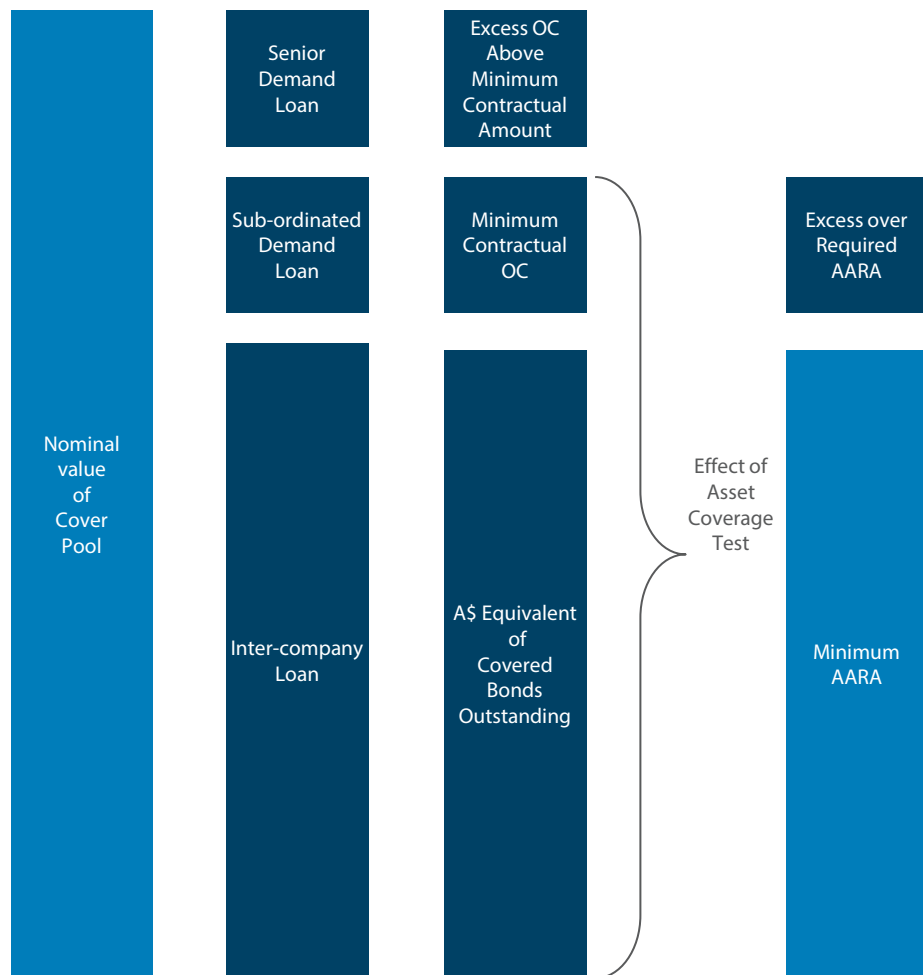 Nominal
value
of
Cover
Pool
Senior
Demand
Loan
Sub-ordinated
Demand
Loan
Inter-company
Loan
Excess OC
Above
Minimum
Contractual
Amount
Minimum
Contractual
OC
A$ Equivalent
of
Covered
Bonds
Outstanding
Effect of
Asset
Coverage
Test
Excess over
Required
AARA
Minimum
AARA